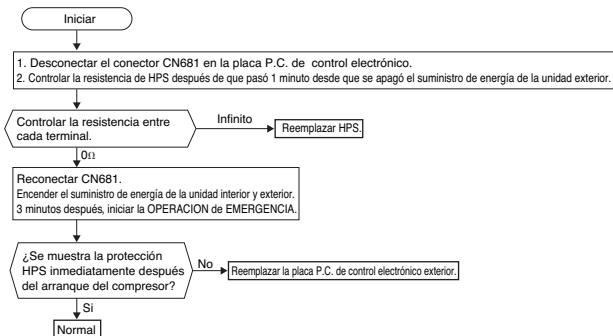 Iniciar
1. Desconectar el conector CN681 en la placa P.C. de control electrónico.
2. Controlar la resistencia de HPS después de que pasó 1 minuto desde que se apagó el suministro de energía de la unidad exterior.
Controlar la resistencia entre
cada terminal.
Infinito
Reemplazar HPS.
0Ω
Reconectar CN681.
Encender el suministro de energía de la unidad interior y exterior.
3 minutos después, iniciar la OPERACION de EMERGENCIA.
¿Se muestra la protección
HPS inmediatamente después
del arranque del compresor?
No
Reemplazar la placa P.C. de control electrónico exterior.
Si
Normal